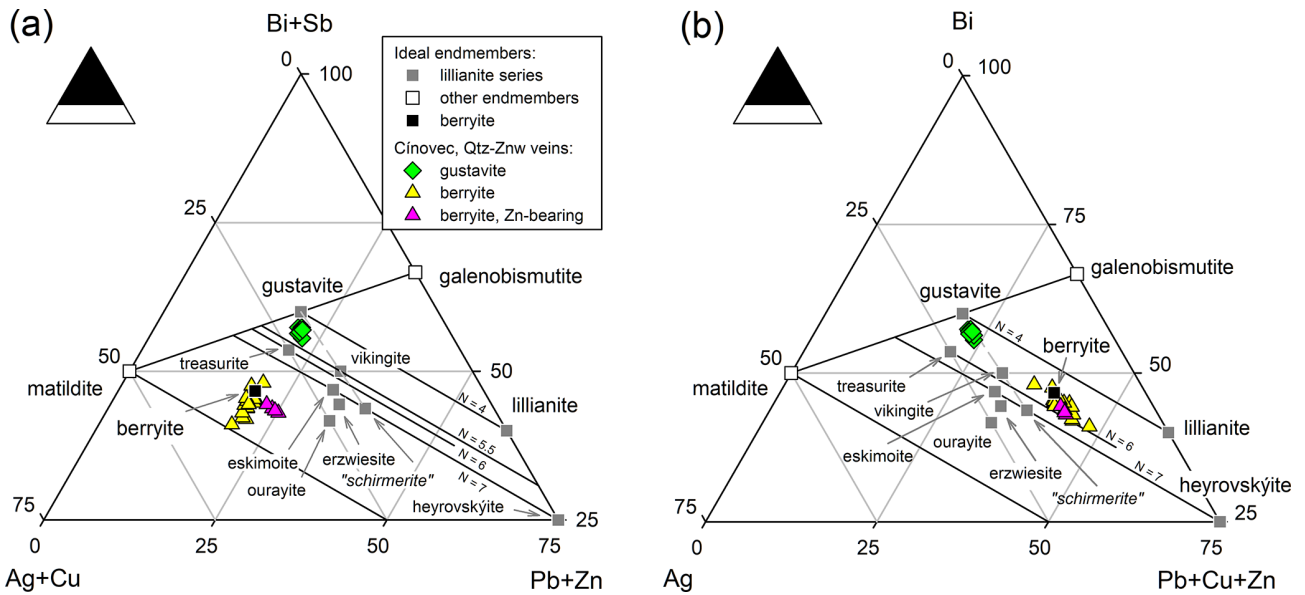 (a)
Bi+Sb
0
100
Ideal endmembers:
lillianite series
other endmembers
berryite
Cínovec, Qtz-Znw veins:
gustavite
berryite
berryite, Zn-bearing
25
galenobismutite
gustavite
50
treasurite
vikingite
50
matildite
N = 4
lillianite
berryite
N = 5.5
eskimoite
erzwiesite
N = 6
ourayite
"schirmerite"
N = 7
heyrovskýite
75
25
0
25
50
75
Ag+Cu
Pb+Zn
(b)
Bi
0
100
25
75
galenobismutite
gustavite
N = 4
berryite
50
50
treasurite
matildite
vikingite
lillianite
ourayite
N = 6
eskimoite
erzwiesite
N = 7
"schirmerite"
heyrovskýite
75
25
0
25
50
75
Ag
Pb+Cu+Zn